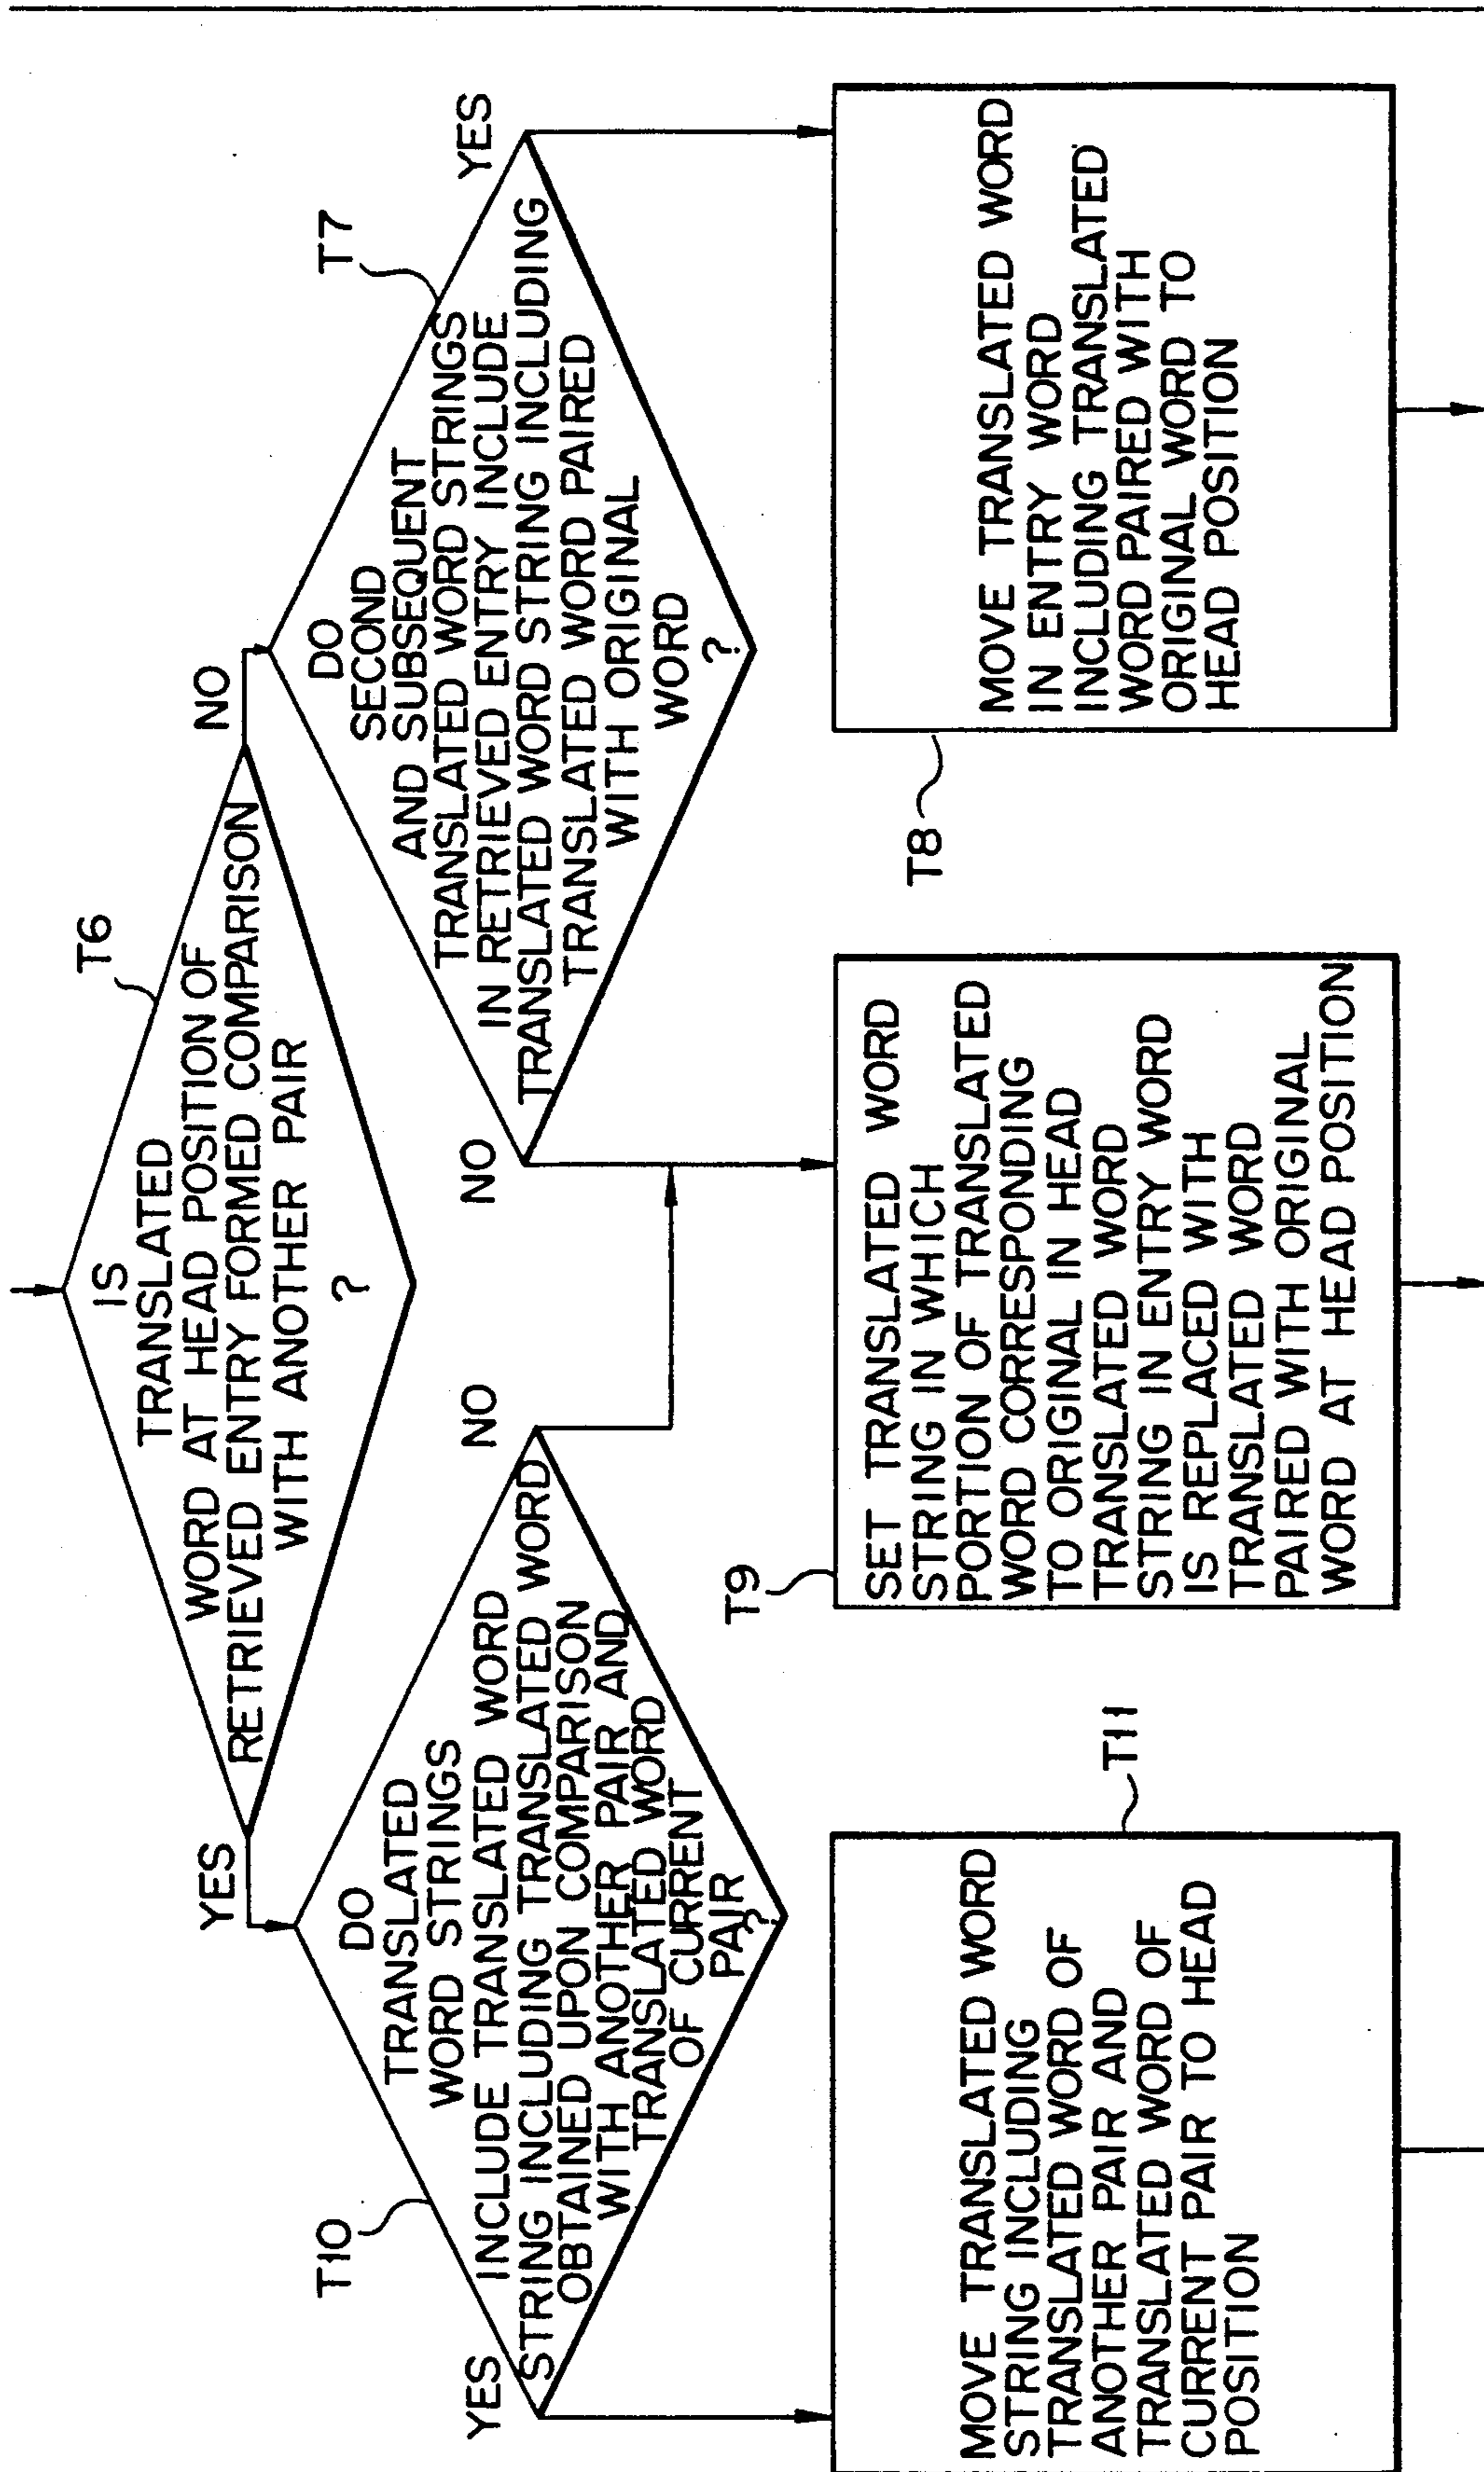 T6
IS
TRANSLATED
WORD AT HEAD POSITION OF
RETRIEVED ENTRY FORMED COMPARISON
WITH ANOTHER PAIR
?
YES
NO
T10
DO
TRANSLATED
WORD STRINGS
INCLUDE TRANSLATED WORD
STRING INCLUDING TRANSLATED WORD
OBTAINED UPON COMPARISON
WITH ANOTHER PAIR AND
TRANSLATED WORD
OF CURRENT
PAIR
?
YES
NO
T7
DO
SECOND
AND SUBSEQUENT
TRANSLATED WORD STRINGS
IN RETRIEVED ENTRY INCLUDE
TRANSLATED WORD STRING INCLUDING
TRANSLATED WORD PAIRED
WITH ORIGINAL
WORD
?
NO
YES
T11
MOVE TRANSLATED WORD
STRING INCLUDING
TRANSLATED WORD OF
ANOTHER PAIR AND
TRANSLATED WORD OF
CURRENT PAIR TO HEAD
POSITION
T9
SET TRANSLATED WORD
STRING IN WHICH
PORTION OF TRANSLATED
WORD CORRESPONDING
TO ORIGINAL IN HEAD
TRANSLATED WORD
STRING IN ENTRY WORD
IS REPLACED WITH
TRANSLATED WORD
PAIRED WITH ORIGINAL
WORD AT HEAD POSITION
T8
MOVE TRANSLATED WORD
IN ENTRY WORD
INCLUDING TRANSLATED
WORD PAIRED WITH
ORIGINAL WORD TO
HEAD POSITION